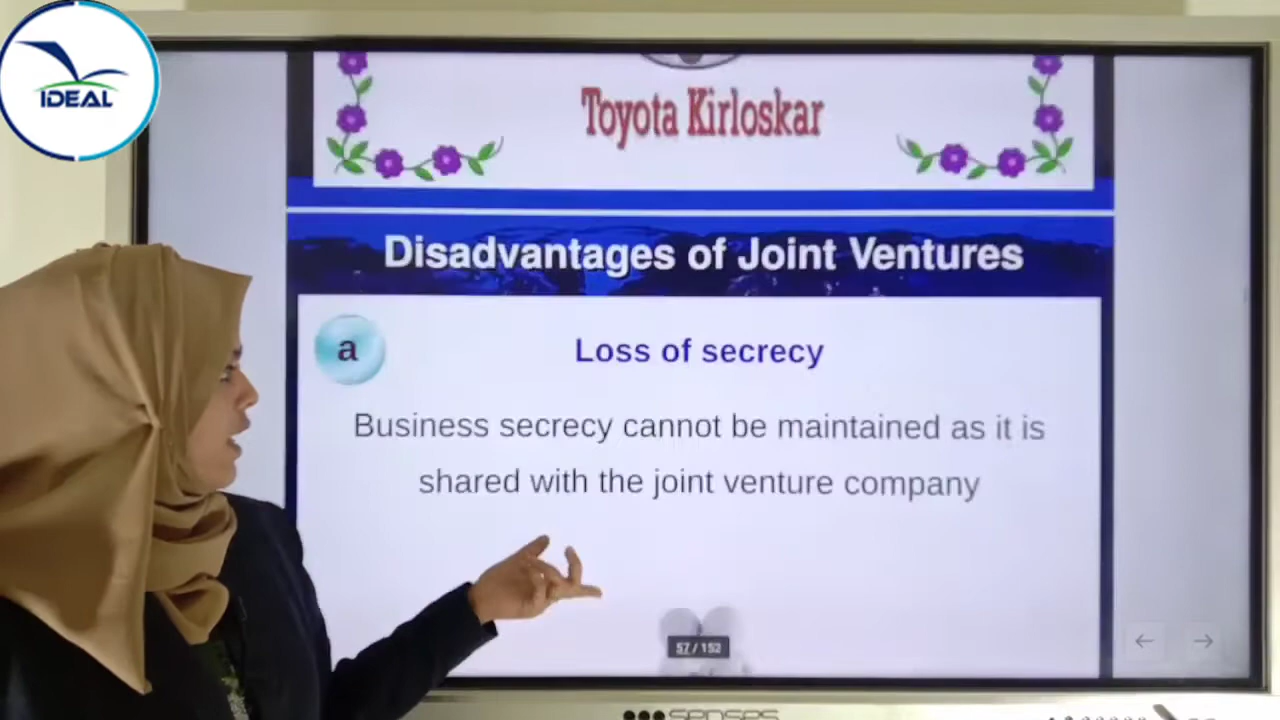 IDEAL
Toyota Kirloskar
Disadvantages of Joint Ventures
a
Loss of secrecy
Business secrecy cannot be maintained as it is
shared with the joint venture company
57 / 152
senses